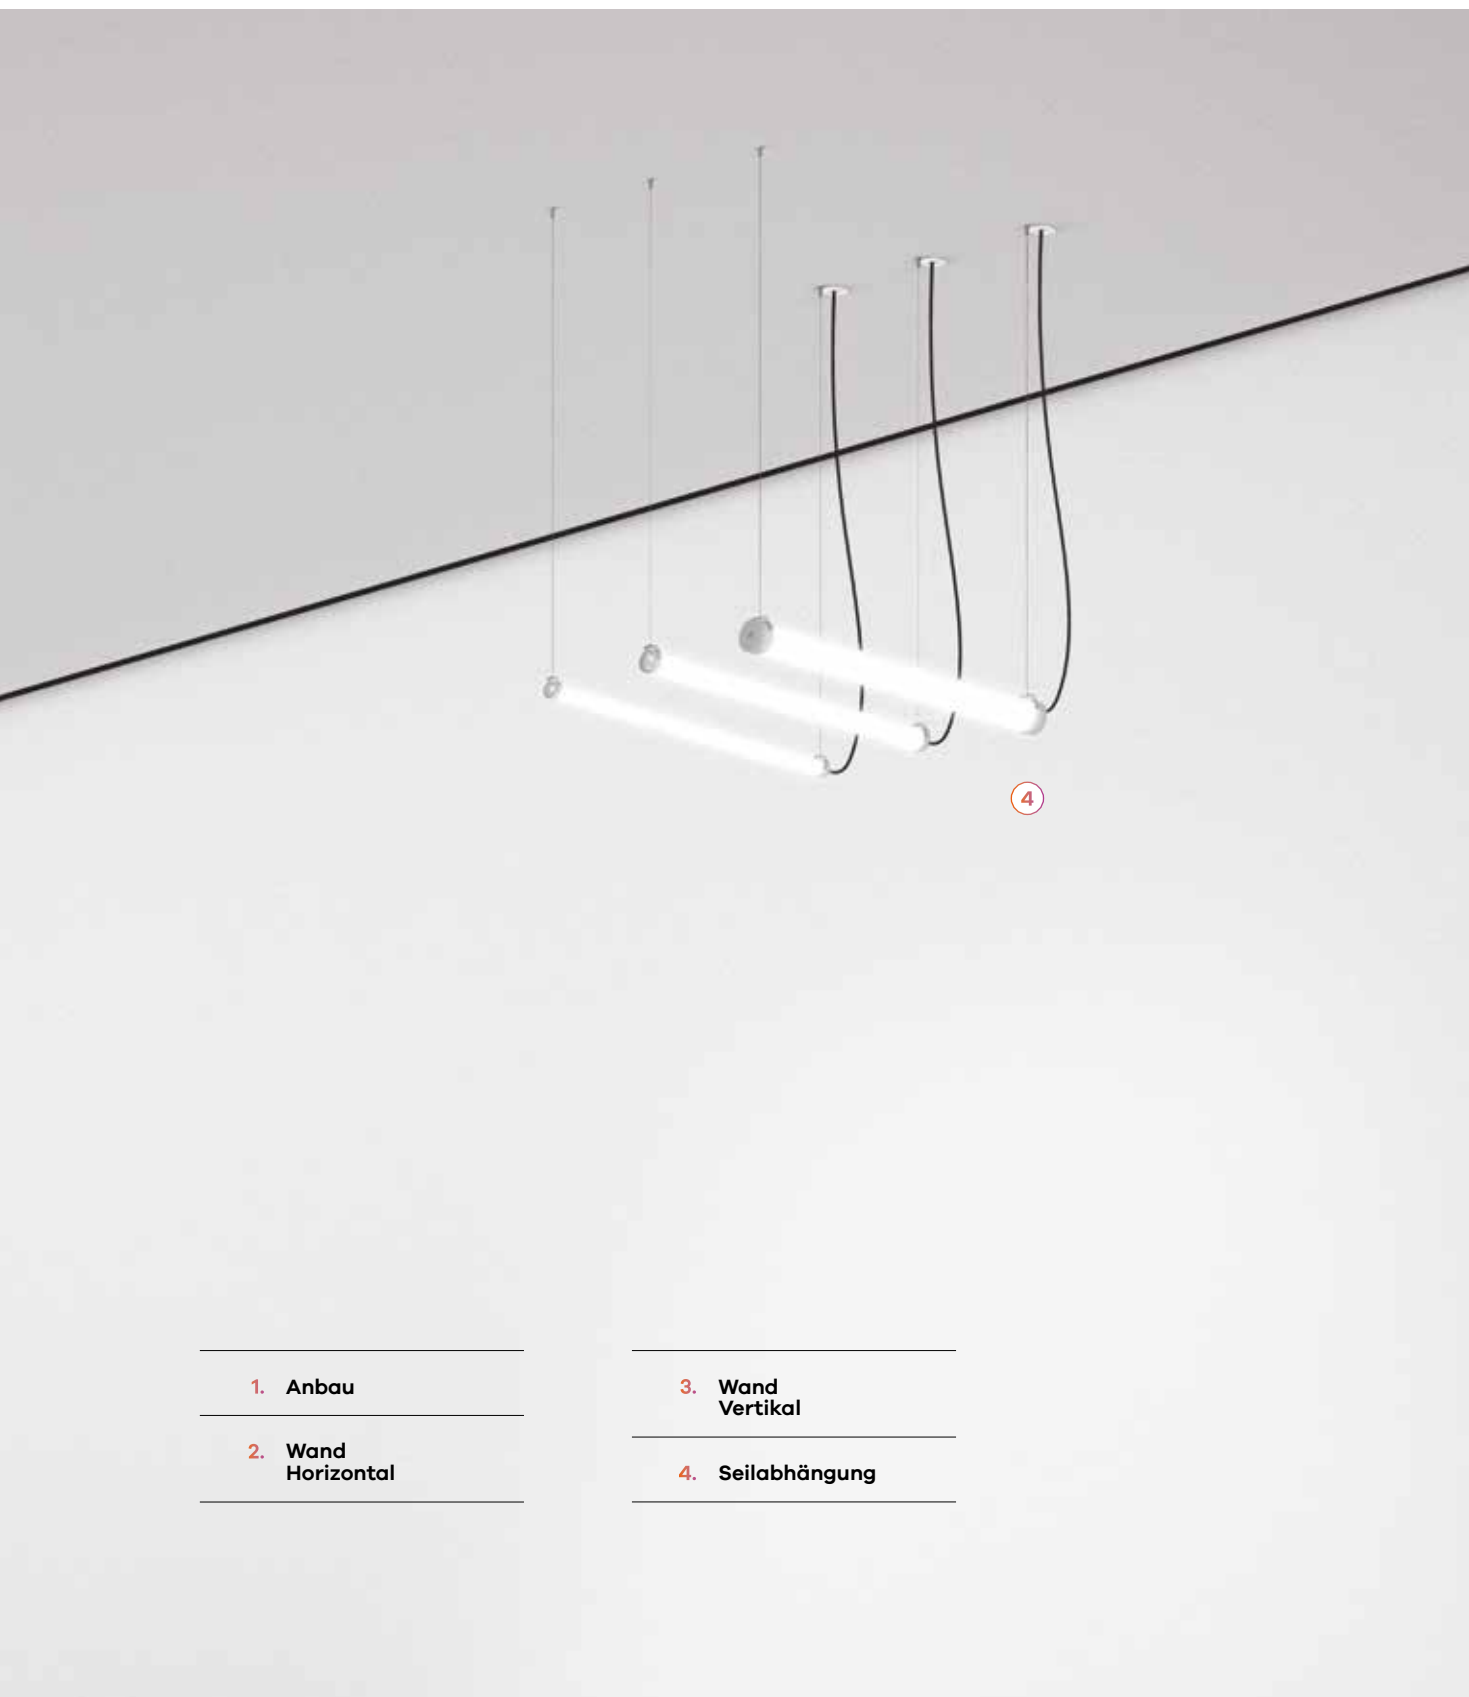 4
1. Anbau
2. Wand
Horizontal
3. Wand
Vertikal
4. Seilabhängung